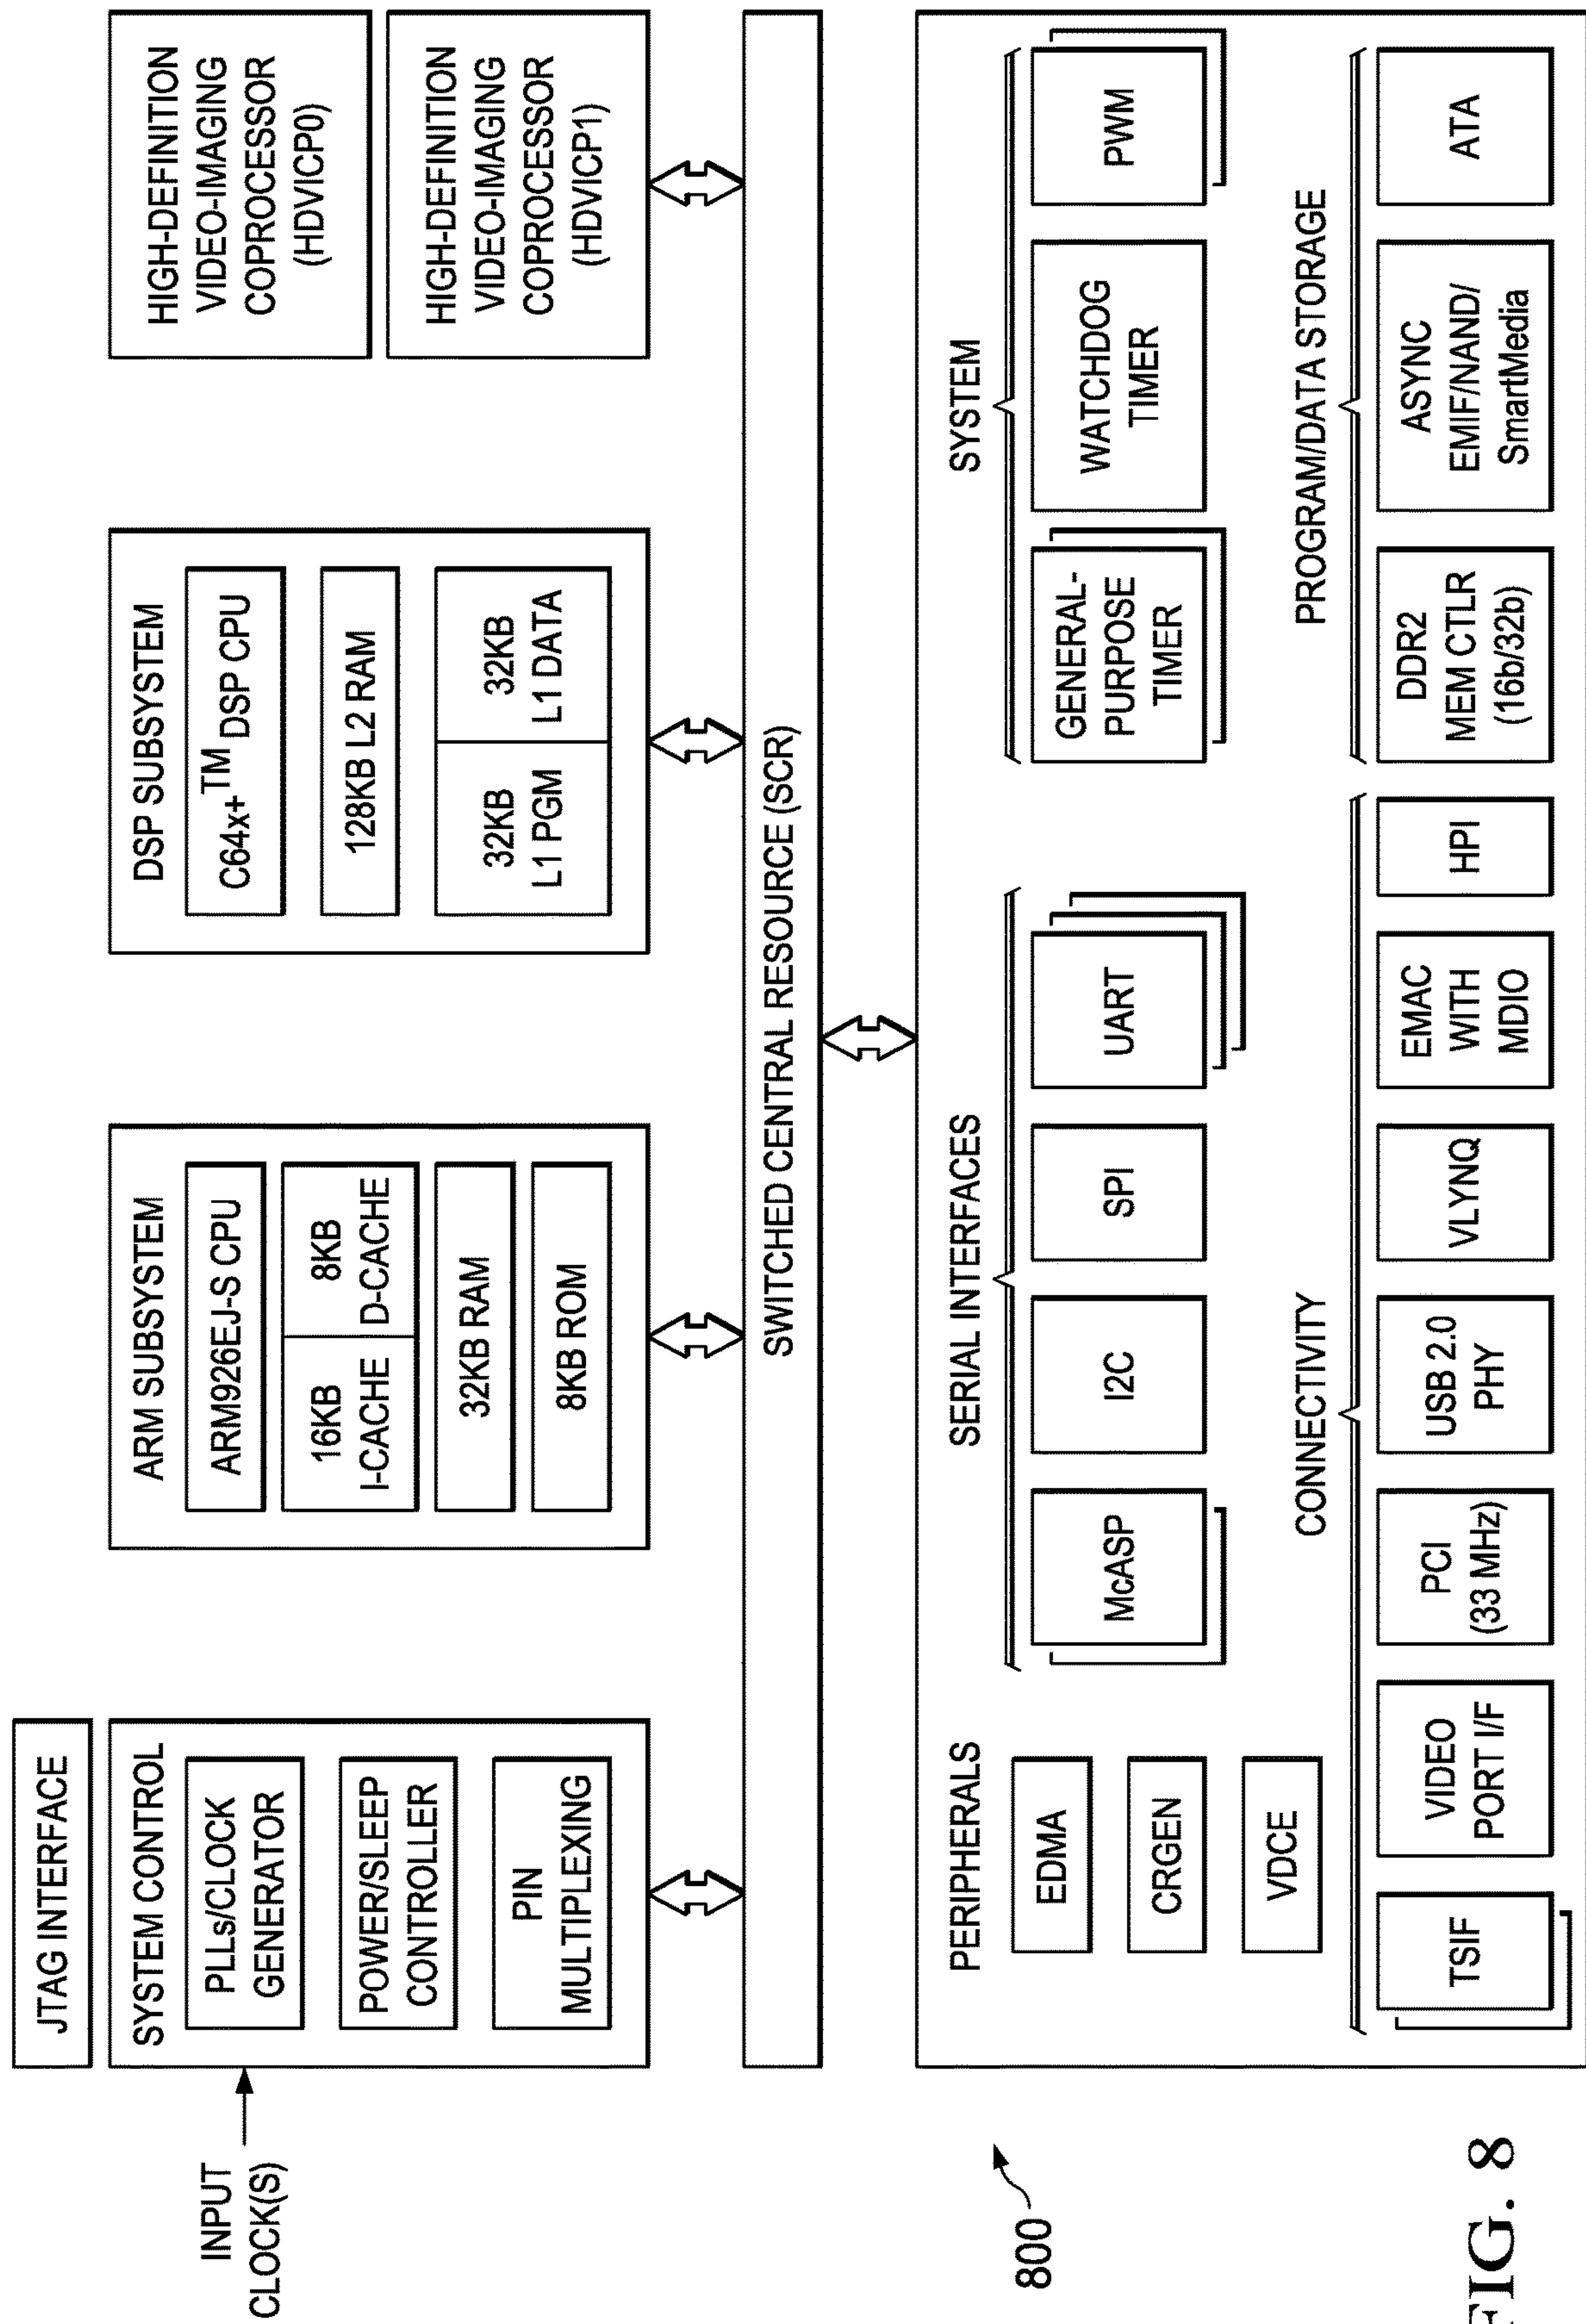 JTAG INTERFACE
INPUT
CLOCK(S)
SYSTEM CONTROL
PLLs/CLOCK
GENERATOR
POWER/SLEEP
CONTROLLER
PIN
MULTIPLEXING
ARM SUBSYSTEM
ARM926EJ-S CPU
16KB
I-CACHE
8KB
D-CACHE
32KB RAM
8KB ROM
DSP SUBSYSTEM
C64x+TM DSP CPU
128KB L2 RAM
32KB
L1 PGM
32KB
L1 DATA
HIGH-DEFINITION
VIDEO-IMAGING
COPROCESSOR
(HDVICP0)
HIGH-DEFINITION
VIDEO-IMAGING
COPROCESSOR
(HDVICP1)
SWITCHED CENTRAL RESOURCE (SCR)
800
PERIPHERALS
EDMA
CRGEN
VDCE
SERIAL INTERFACES
McASP
I2C
SPI
UART
SYSTEM
GENERAL-
PURPOSE
TIMER
WATCHDOG
TIMER
PWM
CONNECTIVITY
TSIF
VIDEO
PORT I/F
PCI
(33 MHz)
USB 2.0
PHY
VLYNQ
EMAC
WITH
MDIO
HPI
PROGRAM/DATA STORAGE
DDR2
MEM CTLR
(16b/32b)
ASYNC
EMIF/NAND/
SmartMedia
ATA
FIG. 8